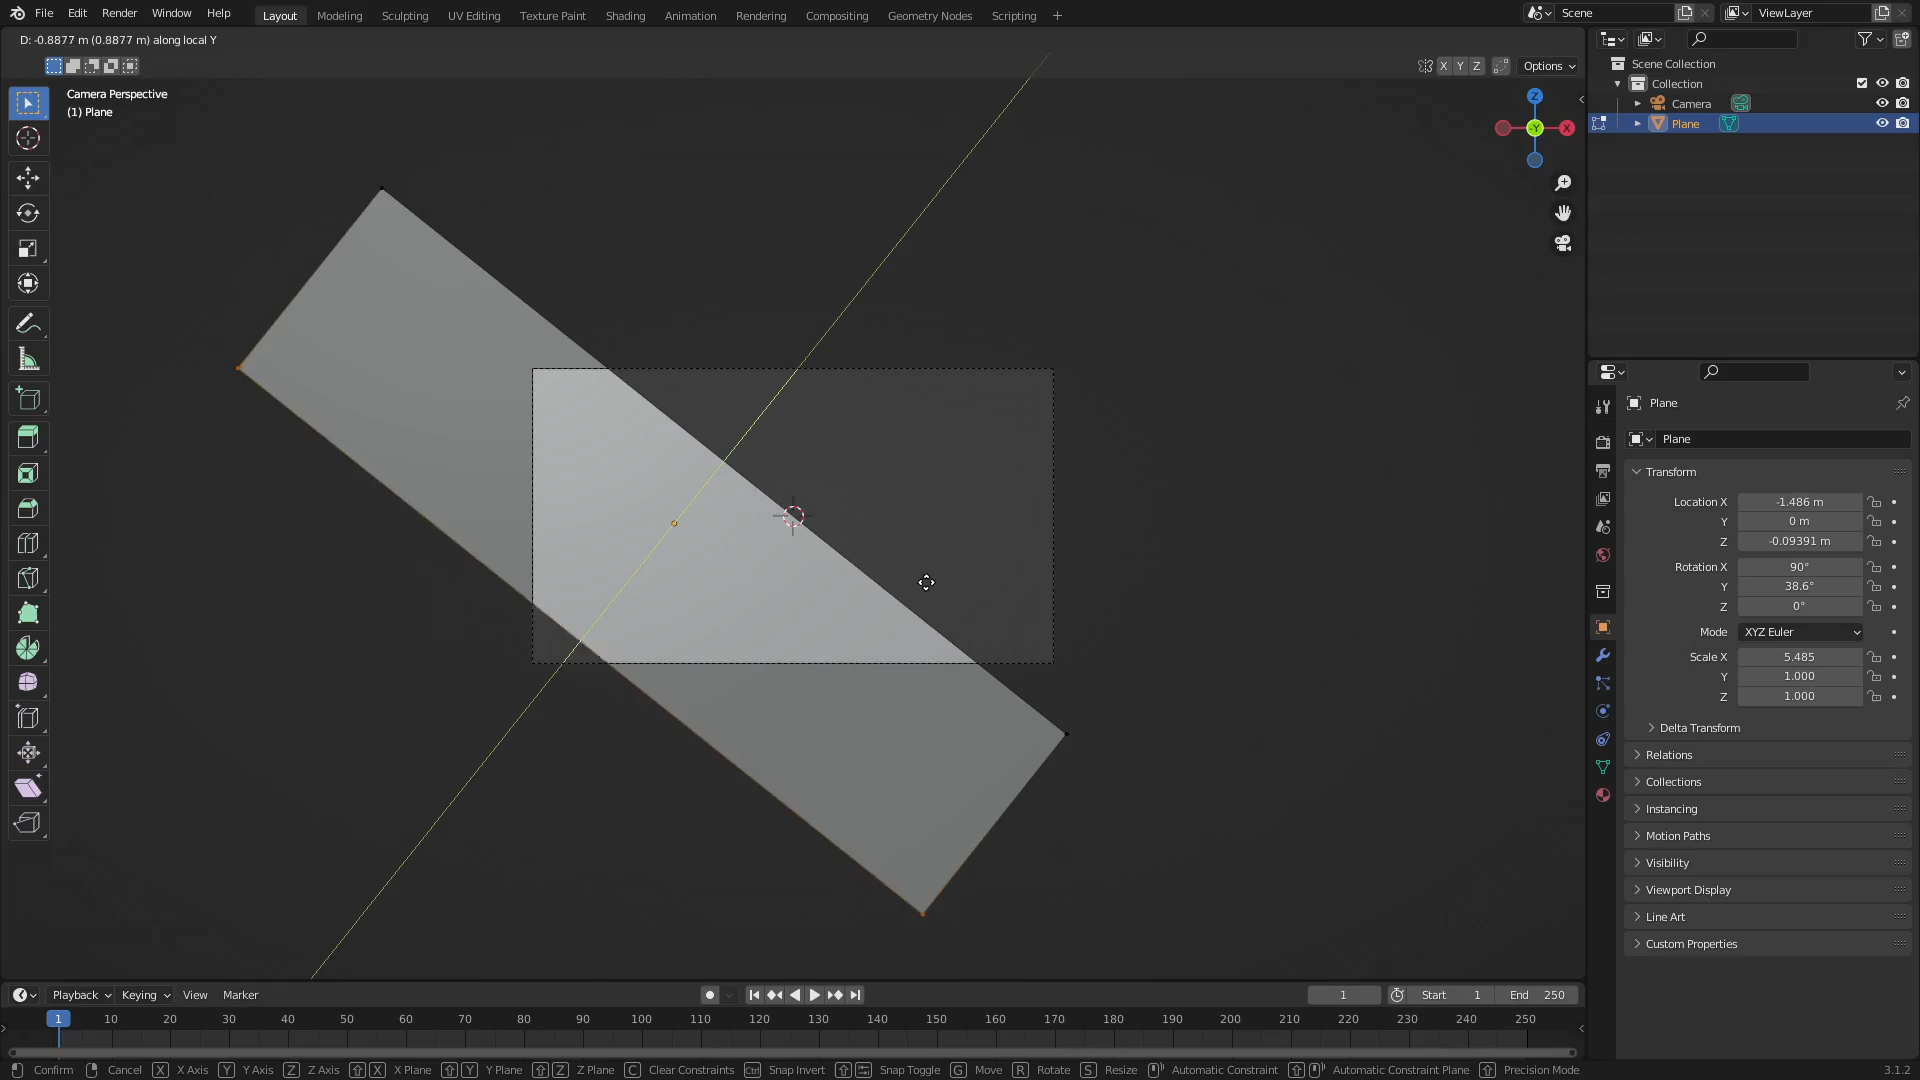 File Edit Render Window Help Layout Modeling Sculpting UV Editing Texture Paint Shading Animation Rendering Compositing Geometry Nodes Scripting + Scene ViewLayer
D: -0.8877 m (0.8877 m) along local Y
X Y Z Options
Camera Perspective
(1) Plane
Z
-Y X
Scene Collection
Collection
Camera
Plane
Plane
Plane
Transform
Location X -1.486 m
Y 0 m
Z -0.09391 m
Rotation X 90°
Y 38.6°
Z 0°
Mode XYZ Euler
Scale X 5.485
Y 1.000
Z 1.000
Delta Transform
Relations
Collections
Instancing
Motion Paths
Visibility
Viewport Display
Line Art
Custom Properties
Playback Keying View Marker 1 Start 1 End 250
1 10 20 30 40 50 60 70 80 90 100 110 120 130 140 150 160 170 180 190 200 210 220 230 240 250
Confirm Cancel X X Axis Y Y Axis Z Z Axis X X Plane Y Y Plane Z Z Plane C Clear Constraints Ctrl Snap Invert Snap Toggle G Move R Rotate S Resize Automatic Constraint Automatic Constraint Plane Precision Mode 3.1.2